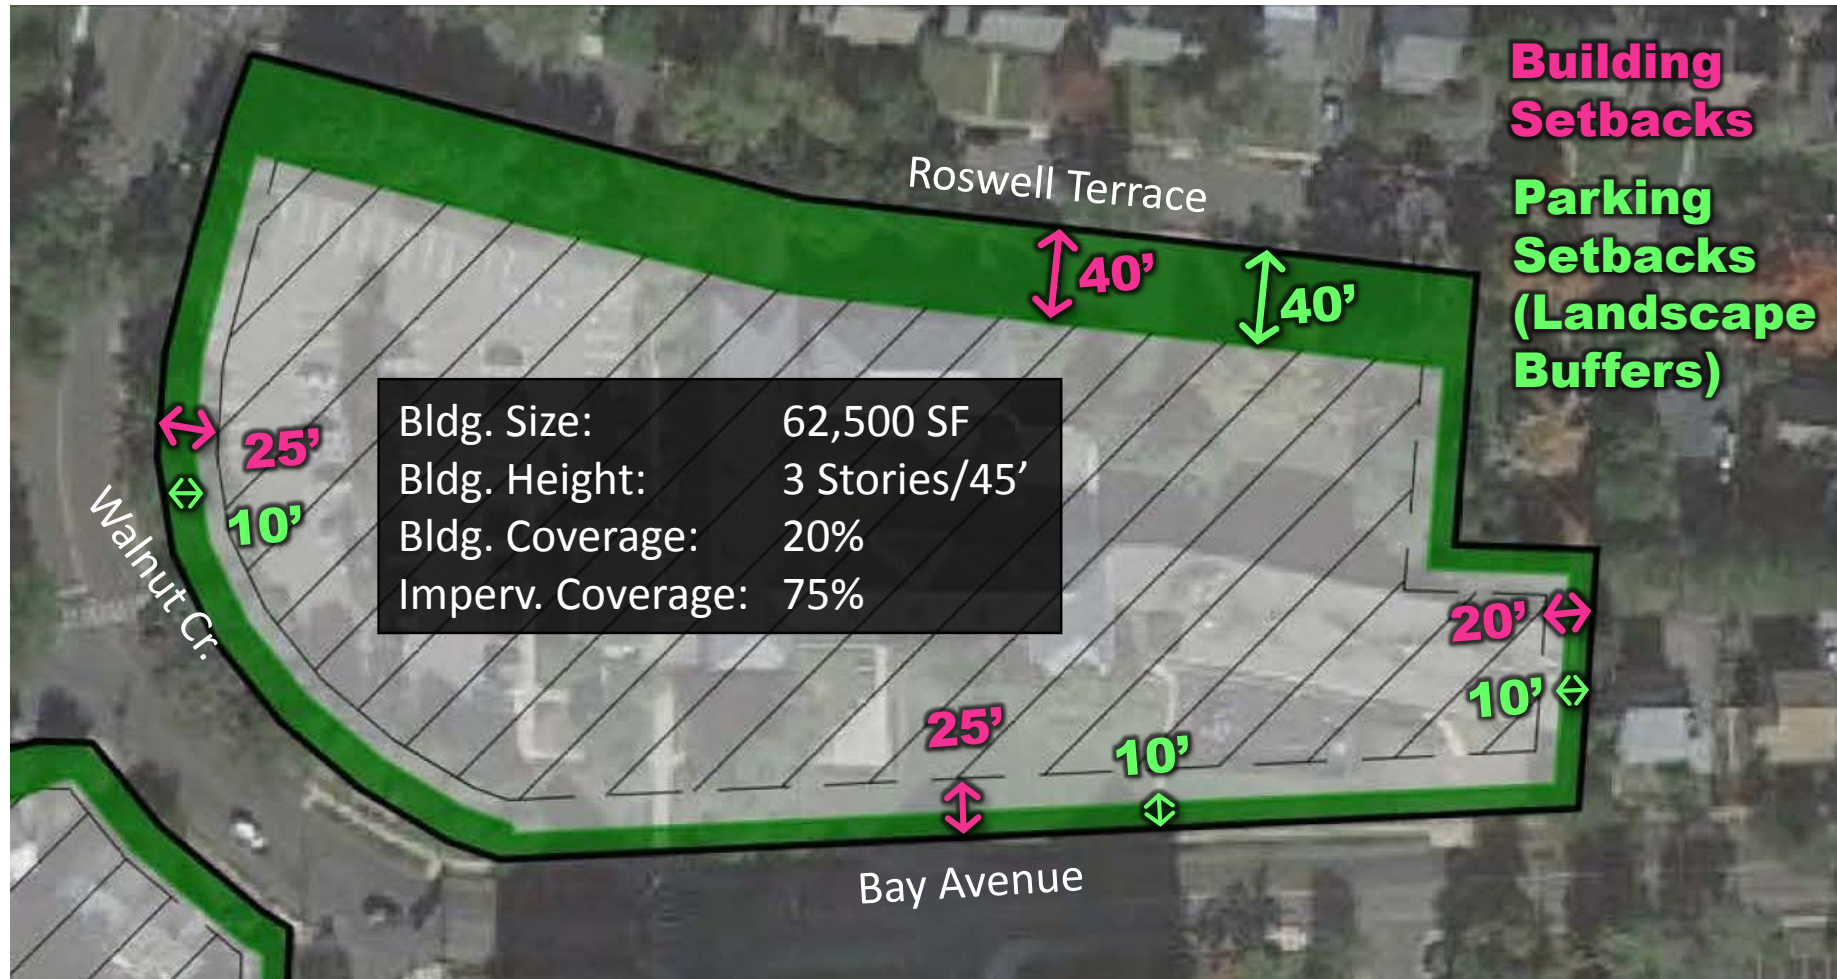 Building
Setbacks
Parking
Setbacks
(Landscape
Buffers)
Roswell Terrace
40’
40’
Bldg. Size: 62,500 SF
Bldg. Height: 3 Stories/45’
Bldg. Coverage: 20%
Imperv. Coverage: 75%
25’
10’
Walnut Cr.
20’
10’
25’
10’
Bay Avenue